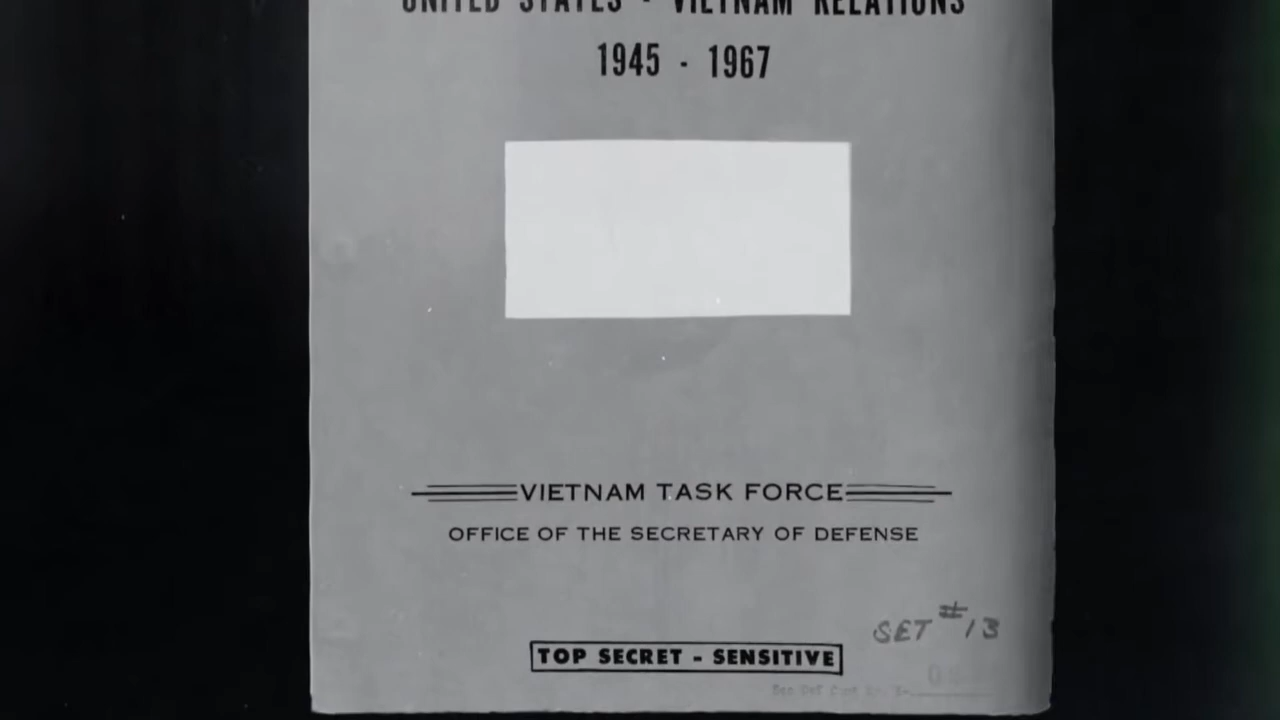 UNITED STATES - VIETNAM RELATIONS
1945 - 1967
VIETNAM TASK FORCE
OFFICE OF THE SECRETARY OF DEFENSE
SET #13
TOP SECRET - SENSITIVE